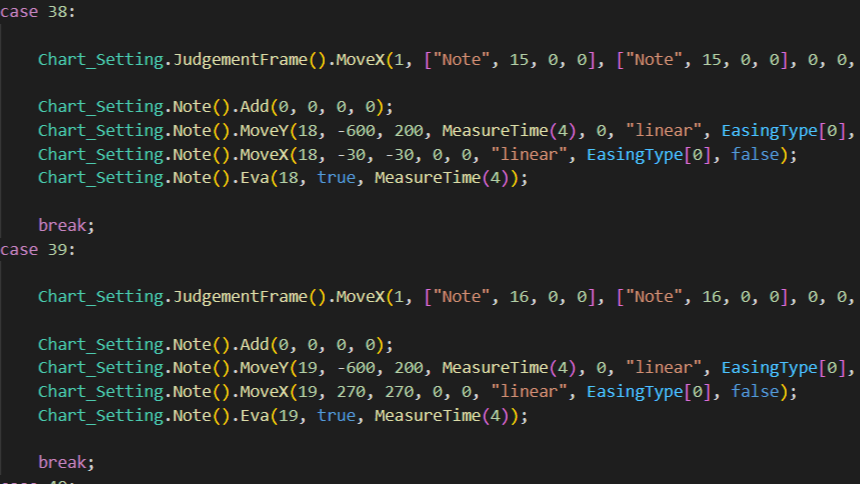 case 38:
Chart_Setting.JudgementFrame().MoveX(1, ["Note", 15, 0, 0], ["Note", 15, 0, 0], 0, 0,
Chart_Setting.Note().Add(0, 0, 0, 0);
Chart_Setting.Note().MoveY(18, -600, 200, MeasureTime(4), 0, "linear", EasingType[0],
Chart_Setting.Note().MoveX(18, -30, -30, 0, 0, "linear", EasingType[0], false);
Chart_Setting.Note().Eva(18, true, MeasureTime(4));
break;
case 39:
Chart_Setting.JudgementFrame().MoveX(1, ["Note", 16, 0, 0], ["Note", 16, 0, 0], 0, 0,
Chart_Setting.Note().Add(0, 0, 0, 0);
Chart_Setting.Note().MoveY(19, -600, 200, MeasureTime(4), 0, "linear", EasingType[0],
Chart_Setting.Note().MoveX(19, 270, 270, 0, 0, "linear", EasingType[0], false);
Chart_Setting.Note().Eva(19, true, MeasureTime(4));
break;